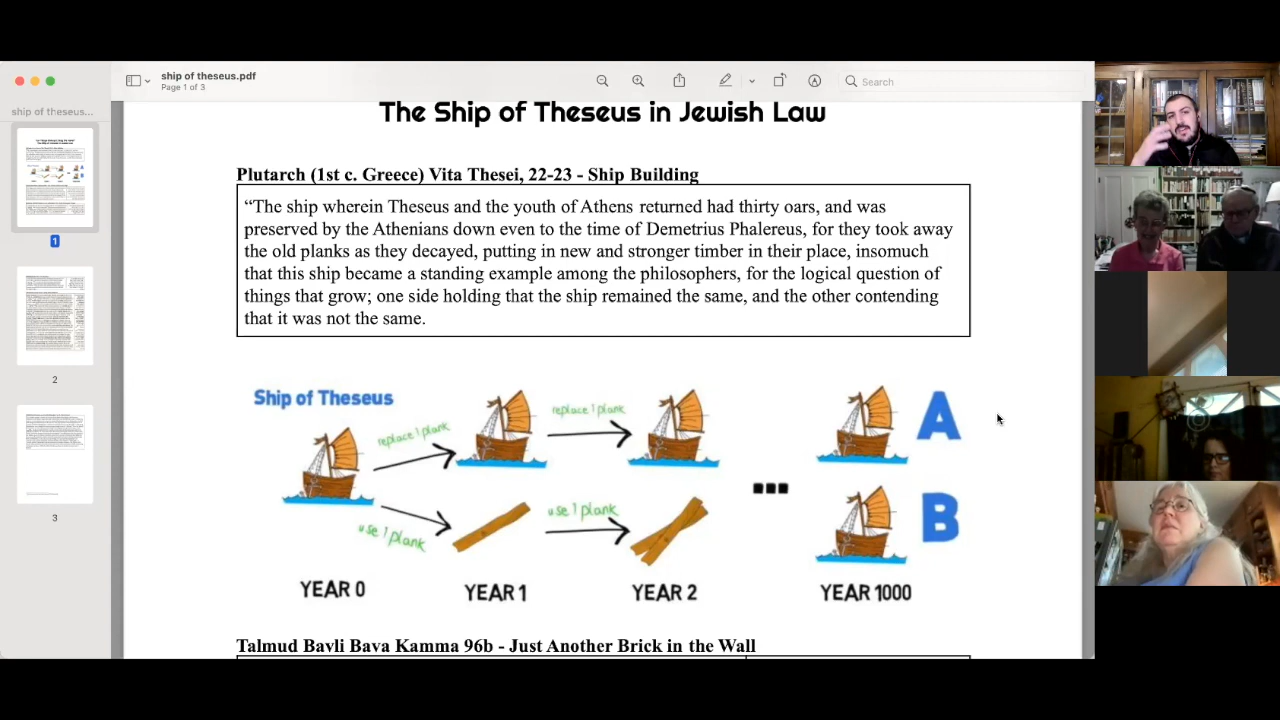 ship of theseus.pdf
Page 1 of 3
Search
ship of theseus...
1
2
3
The Ship of Theseus in Jewish Law
Plutarch (1st c. Greece) Vita Thesei, 22-23 - Ship Building
“The ship wherein Theseus and the youth of Athens returned had thirty oars, and was
preserved by the Athenians down even to the time of Demetrius Phalereus, for they took away
the old planks as they decayed, putting in new and stronger timber in their place, insomuch
that this ship became a standing example among the philosophers, for the logical question of
things that grow; one side holding that the ship remained the same, and the other contending
that it was not the same.
Ship of Theseus
replace 1 plank
replace 1 plank
A
use 1 plank
use 1 plank
...
B
YEAR 0
YEAR 1
YEAR 2
YEAR 1000
Talmud Bavli Bava Kamma 96b - Just Another Brick in the Wall